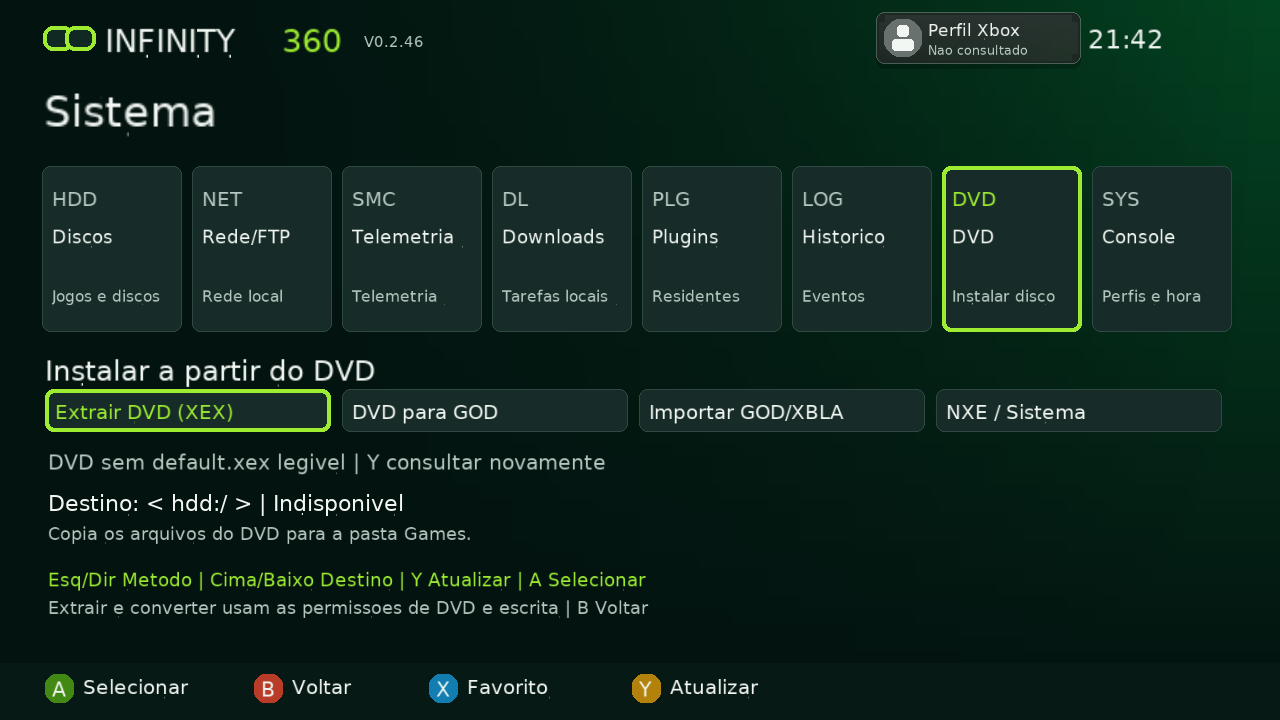 INFINITY 360 V0.2.46
Perfil Xbox
Nao consultado
21:42
Sistema
HDD
Discos
Jogos e discos
NET
Rede/FTP
Rede local
SMC
Telemetria
Telemetria
DL
Downloads
Tarefas locais
PLG
Plugins
Residentes
LOG
Historico
Eventos
DVD
DVD
Instalar disco
SYS
Console
Perfis e hora
Instalar a partir do DVD
Extrair DVD (XEX)
DVD para GOD
Importar GOD/XBLA
NXE / Sistema
DVD sem default.xex legivel | Y consultar novamente
Destino: < hdd:/ > | Indisponivel
Copia os arquivos do DVD para a pasta Games.
Esq/Dir Metodo | Cima/Baixo Destino | Y Atualizar | A Selecionar
Extrair e converter usam as permissoes de DVD e escrita | B Voltar
A Selecionar
B Voltar
X Favorito
Y Atualizar